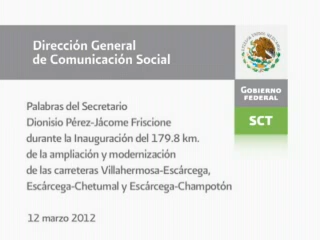 Dirección General
de Comunicación Social
GOBIERNO
FEDERAL
SCT
Palabras del Secretario
Dionisio Pérez-Jácome Friscione
durante la Inauguración del 179.8 km.
de la ampliación y modernización
de las carreteras Villahermosa-Escárcega,
Escárcega-Chetumal y Escárcega-Champotón
12 marzo 2012